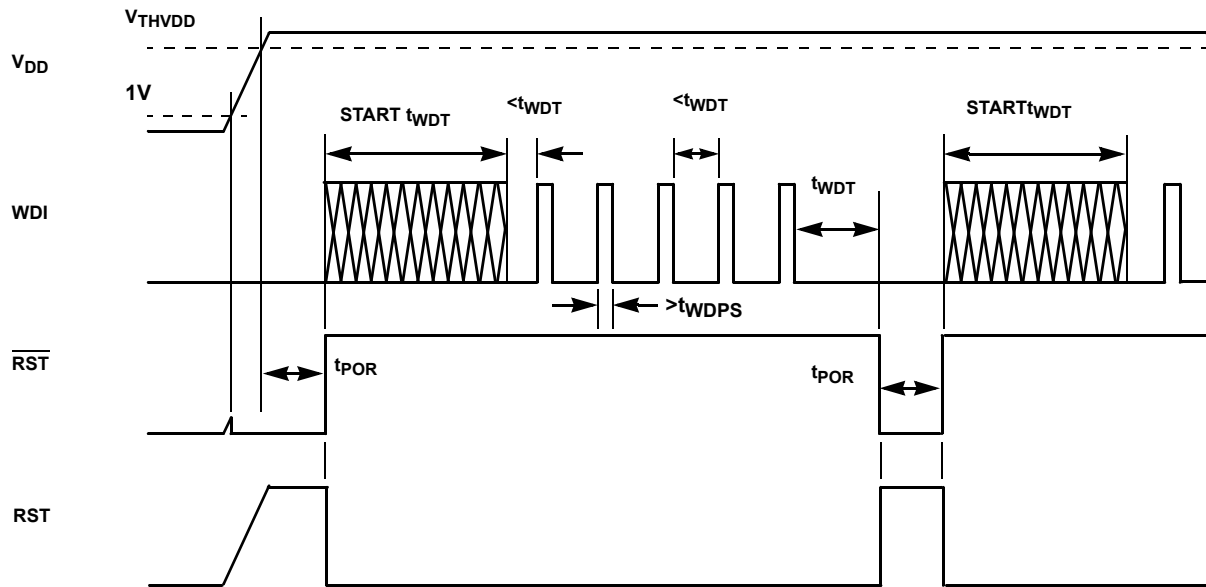 VTHVDD
VDD
1V
START tWDT
<tWDT
<tWDT
STARTtWDT
tWDT
WDI
>tWDPS
RST
tPOR
tPOR
RST